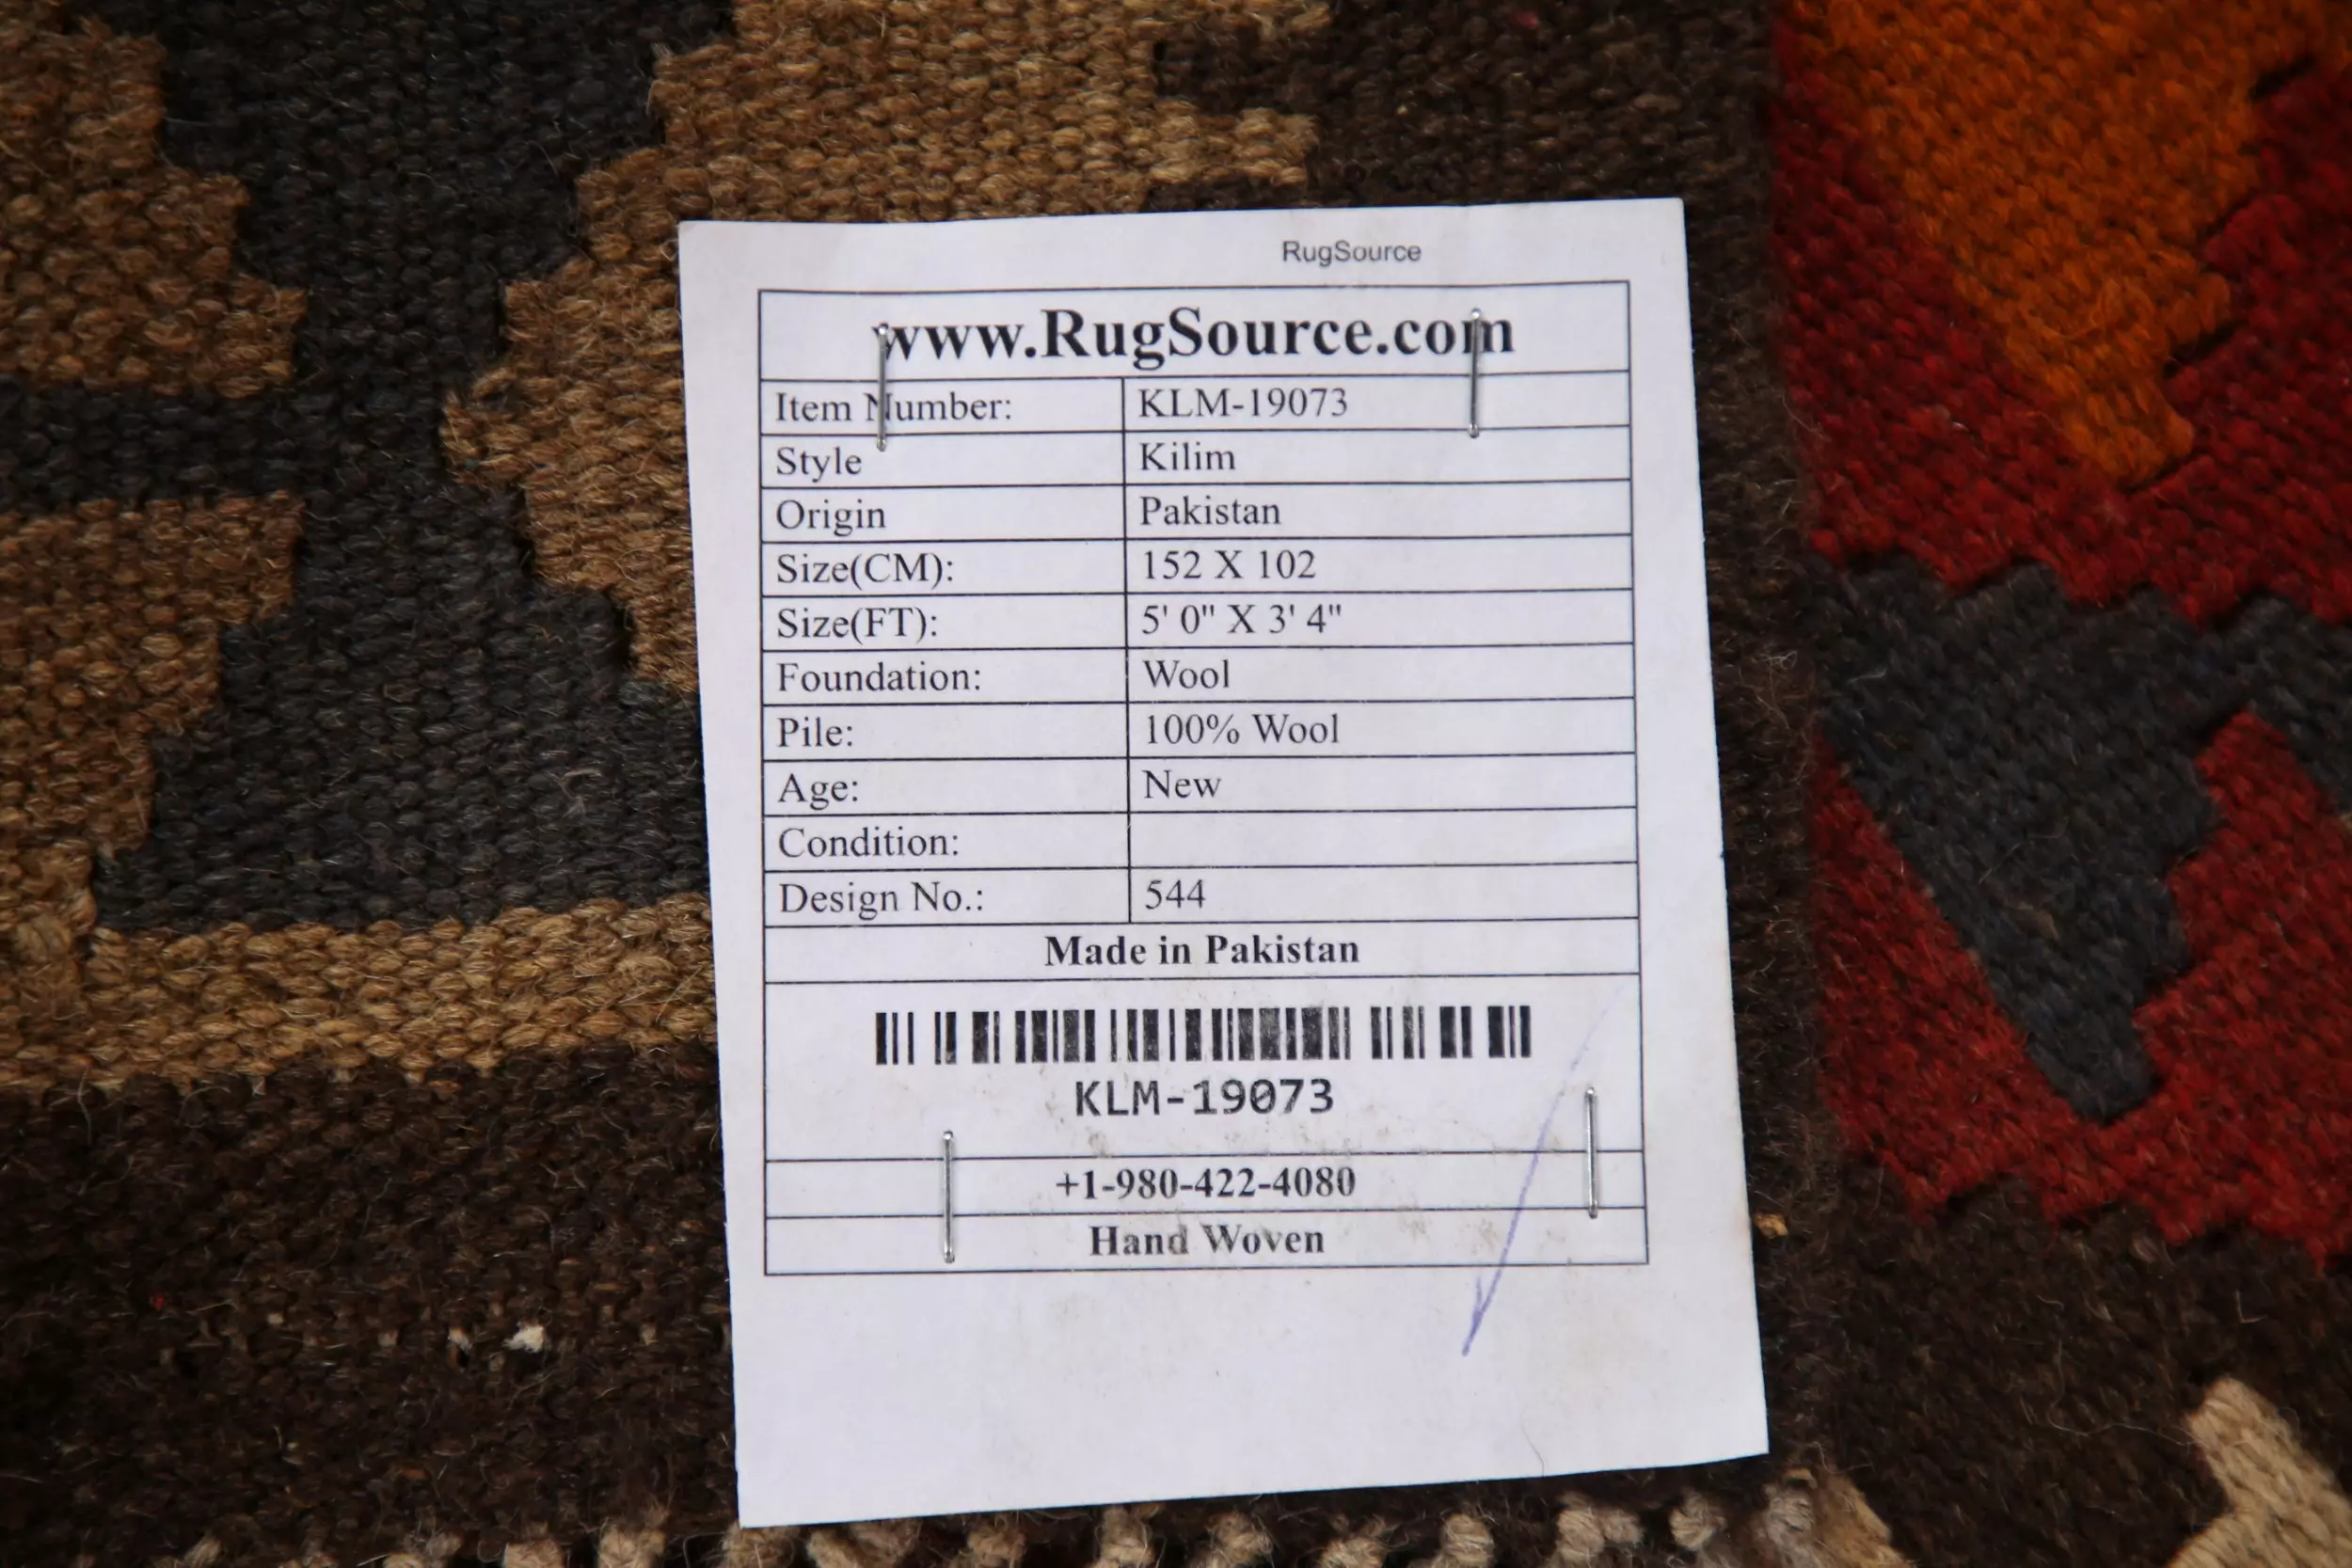 RugSource
www.RugSource.com
Item Number: KLM-19073
Style Kilim
Origin Pakistan
Size(CM): 152 X 102
Size(FT): 5' 0" X 3' 4"
Foundation: Wool
Pile: 100% Wool
Age: New
Condition:
Design No.: 544
Made in Pakistan
KLM-19073
+1-980-422-4080
Hand Woven